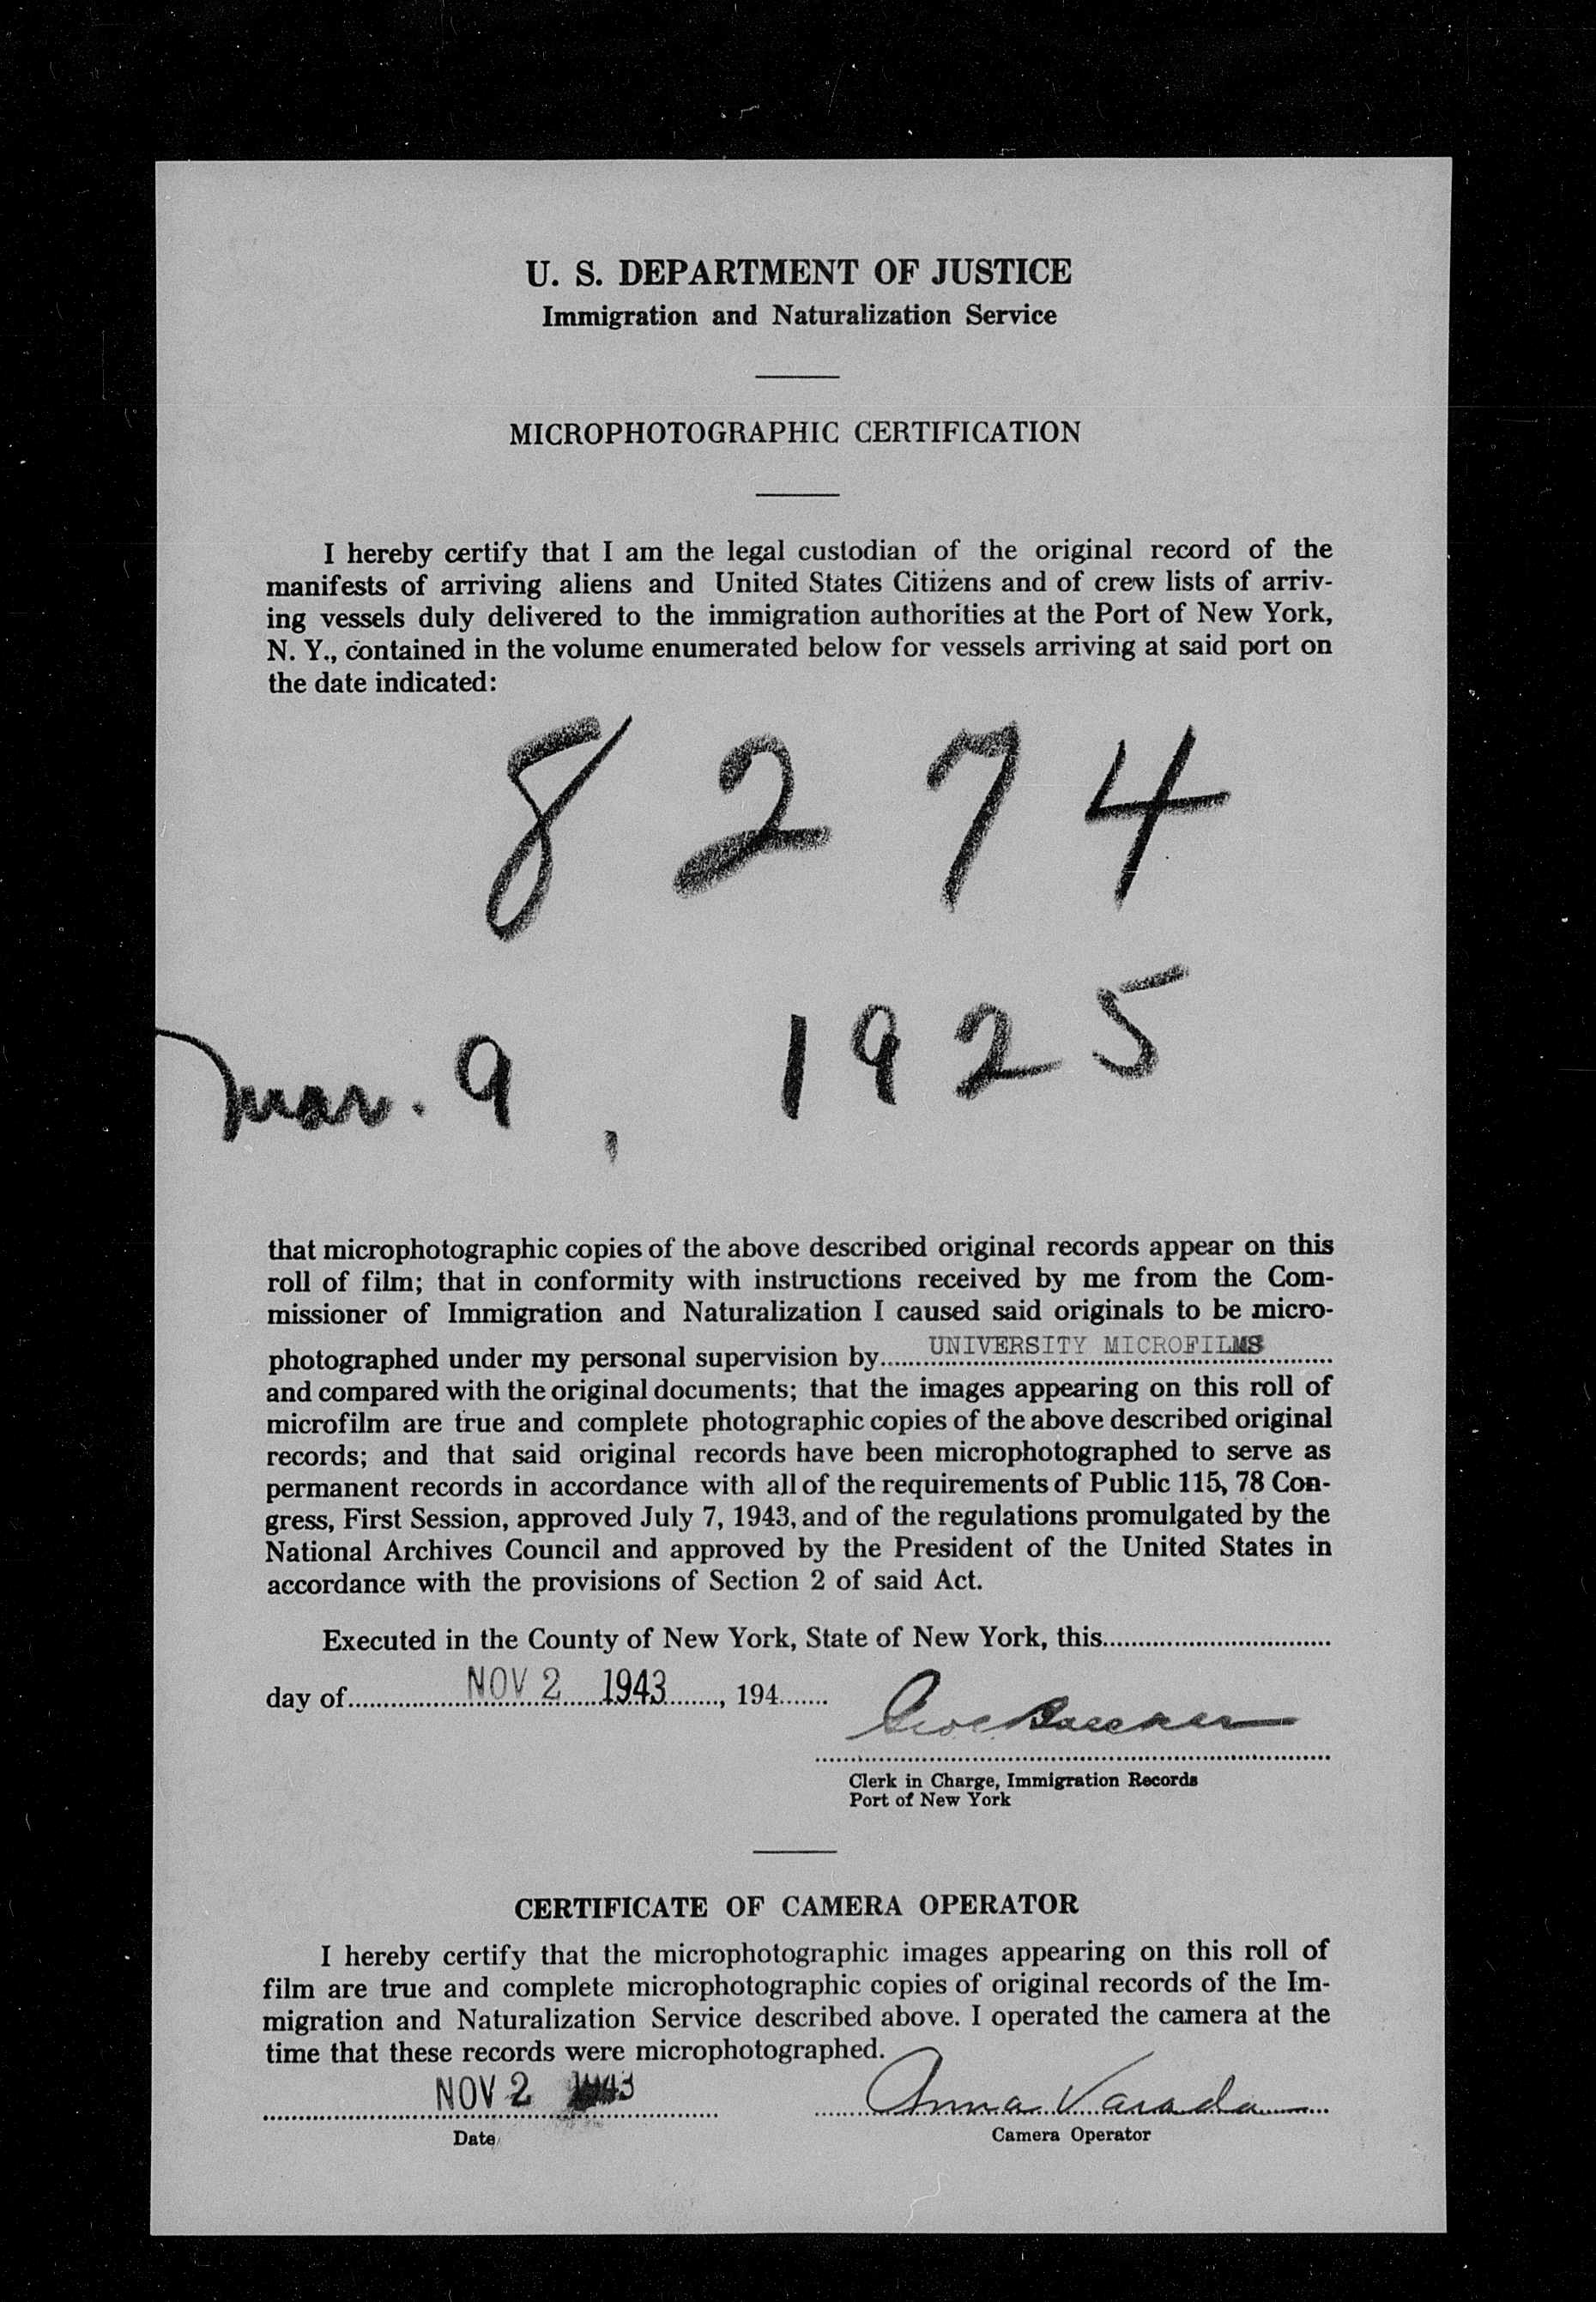 U. S. DEPARTMENT OF JUSTICE
Immigration and Naturalization Service
MICROPHOTOGRAPHIC CERTIFICATION
I hereby certify that I am the legal custodian of the original record of the
manifests of arriving aliens and United States Citizens and of crew lists of arriv-
ing vessels duly delivered to the immigration authorities at the Port of New York,
N. Y., contained in the volume enumerated below for vessels arriving at said port on
the date indicated:
8274
Mar. 9, 1925
that microphotographic copies of the above described original records appear on this
roll of film; that in conformity with instructions received by me from the Com-
missioner of Immigration and Naturalization I caused said originals to be micro-
photographed under my personal supervision by UNIVERSITY MICROFILMS
and compared with the original documents; that the images appearing on this roll of
microfilm are true and complete photographic copies of the above described original
records; and that said original records have been microphotographed to serve as
permanent records in accordance with all of the requirements of Public 115, 78 Con-
gress, First Session, approved July 7, 1943, and of the regulations promulgated by the
National Archives Council and approved by the President of the United States in
accordance with the provisions of Section 2 of said Act.
Executed in the County of New York, State of New York, this
day of NOV 2 1943, 194
Clerk in Charge, Immigration Records
Port of New York
CERTIFICATE OF CAMERA OPERATOR
I hereby certify that the microphotographic images appearing on this roll of
film are true and complete microphotographic copies of original records of the Im-
migration and Naturalization Service described above. I operated the camera at the
time that these records were microphotographed.
NOV 2 1943 Anna Varada
Date Camera Operator